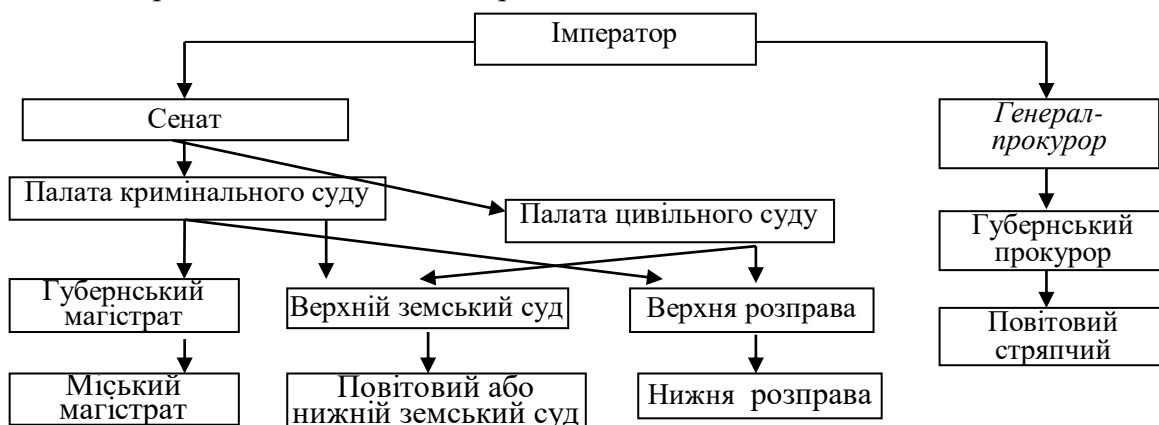 Імператор
Сенат
Генерал-
прокурор
Палата кримінального суду
Палата цивільного суду
Губернський
прокурор
Губернський
магістрат
Верхній земський суд
Верхня розправа
Повітовий
стряпчий
Міський
магістрат
Повітовий або
нижній земський суд
Нижня розправа